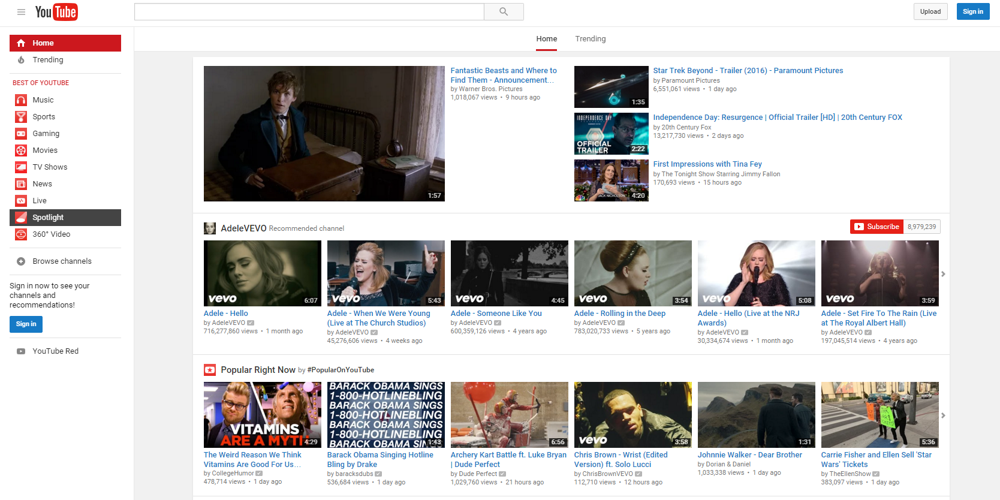 YouTube
Upload
Sign in
Home
Trending
BEST OF YOUTUBE
Music
Sports
Gaming
Movies
TV Shows
News
Live
Spotlight
360° Video
Browse channels
Sign in now to see your
channels and
recommendations!
Sign in
YouTube Red
Home Trending
1:57
Fantastic Beasts and Where to
Find Them - Announcement...
by Warner Bros. Pictures
1,018,067 views • 9 hours ago
1:35
Star Trek Beyond - Trailer (2016) - Paramount Pictures
by Paramount Pictures
6,551,061 views • 1 day ago
INDEPENDENCE DAY
OFFICIAL
TRAILER
2:22
Independence Day: Resurgence | Official Trailer [HD] | 20th Century FOX
by 20th Century Fox
13,217,730 views • 2 days ago
JACK NICHOLSON
4:20
First Impressions with Tina Fey
by The Tonight Show Starring Jimmy Fallon
170,693 views • 15 hours ago
AdeleVEVO Recommended channel
Subscribe 8,979,239
vevo 6:07
Adele - Hello
by AdeleVEVO
716,277,860 views • 1 month ago
vevo 5:43
Adele - When We Were Young
(Live at The Church Studios)
by AdeleVEVO
45,276,606 views • 4 weeks ago
vevo 4:45
Adele - Someone Like You
by AdeleVEVO
600,359,126 views • 4 years ago
vevo 3:54
Adele - Rolling in the Deep
by AdeleVEVO
783,020,733 views • 5 years ago
vevo 5:08
Adele - Hello (Live at the NRJ
Awards)
by AdeleVEVO
30,334,674 views • 1 month ago
vevo 3:59
Adele - Set Fire To The Rain (Live
at The Royal Albert Hall)
by AdeleVEVO
197,045,514 views • 4 years ago
Popular Right Now by #PopularOnYouTube
VITAMINS
ARE A MYTH
4:29
The Weird Reason We Think
Vitamins Are Good For Us...
by CollegeHumor
478,714 views • 1 day ago
BARACK OBAMA SINGS
1-800-HOTLINEBLING
BARACK OBAMA SINGS
1-800-HOTLINEBLING
BARACK OBAMA SINGS
1-800-HOTLINEBLING
BARACK OBAMA SINGS
1:43
Barack Obama Singing Hotline
Bling by Drake
by baracksdubs
536,684 views • 1 day ago
6:56
Archery Kart Battle ft. Luke Bryan
| Dude Perfect
by Dude Perfect
1,029,760 views • 21 hours ago
vevo 3:58
Chris Brown - Wrist (Edited
Version) ft. Solo Lucci
by ChrisBrownVEVO
112,710 views • 12 hours ago
1:31
Johnnie Walker - Dear Brother
by Dorian & Daniel
1,033,338 views • 1 day ago
5:36
Carrie Fisher and Ellen Sell 'Star
Wars' Tickets
by TheEllenShow
383,097 views • 1 day ago